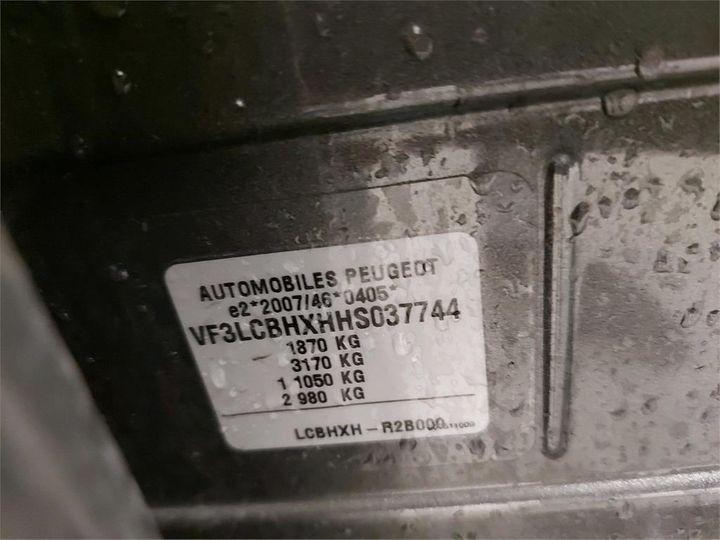 AUTOMOBILES PEUGEOT
e2*2007/46*0405*
VF3LCBHXHHS037744
1870 KG
3170 KG
1 1050 KG
2 980 KG
LCBHXH - R2B000